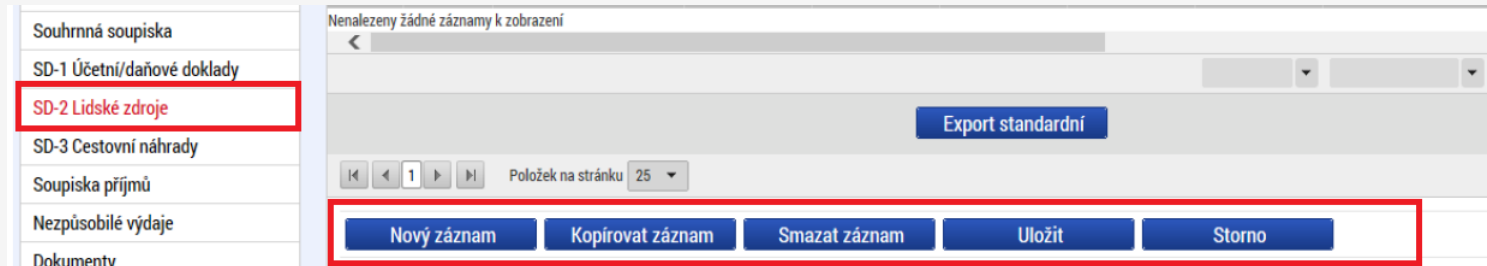 Souhrnná soupiska
SD-1 Účetní/daňové doklady
SD-2 Lidské zdroje
SD-3 Cestovní náhrady
Soupiska příjmů
Nezpůsobilé výdaje
Dokumenty
Nenalezeny žádné záznamy k zobrazení
Export standardní
1 Položek na stránku 25
Nový záznam Kopírovat záznam Smazat záznam Uložit Storno